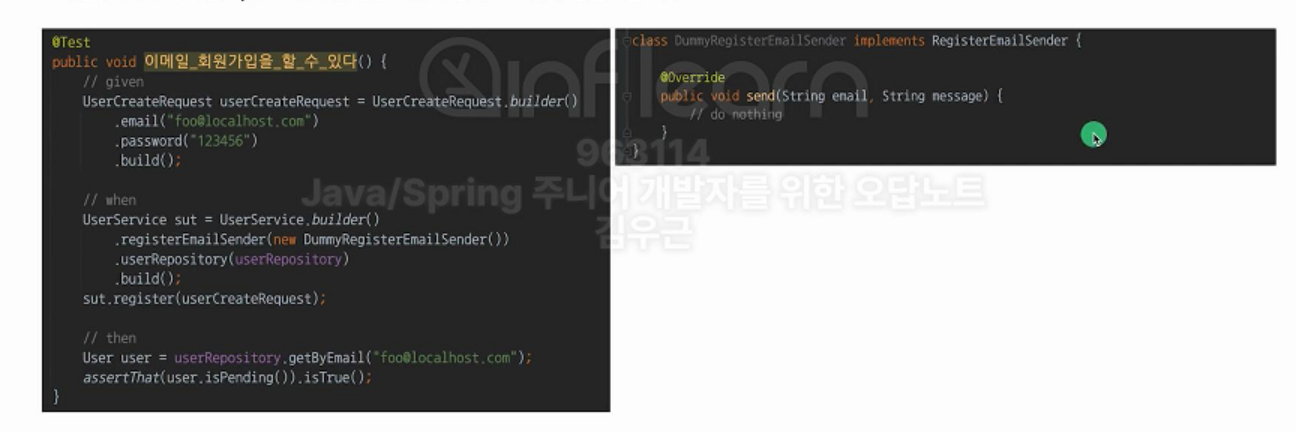 @Test
public void 이메일_회원가입을_할_수_있다() {
// given
UserCreateRequest userCreateRequest = UserCreateRequest.builder()
.email("foo@localhost.com")
.password("123456")
.build();
// when
UserService sut = UserService.builder()
.registerEmailSender(new DummyRegisterEmailSender())
.userRepository(userRepository)
.build();
sut.register(userCreateRequest);
// then
User user = userRepository.getByEmail("foo@localhost.com");
assertThat(user.isPending()).isTrue();
}
class DummyRegisterEmailSender implements RegisterEmailSender {
@Override
public void send(String email, String message) {
// do nothing
}
}
inflearn
963114
Java/Spring 주니어 개발자를 위한 오답노트
김우근